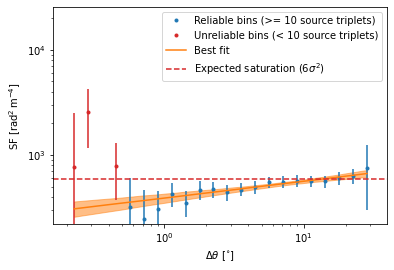 Reliable bins (>= 10 source triplets)
Unreliable bins (< 10 source triplets)
Best fit
Expected saturation (6σ²)
SF [rad² m⁻⁴]
10⁴
10³
10⁰
10¹
Δθ [°]